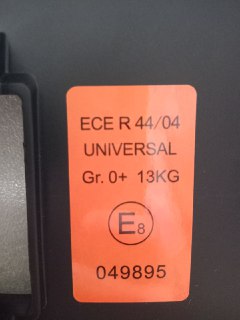 ECE R 44/04
UNIVERSAL
Gr. 0+ 13KG
E8
049895